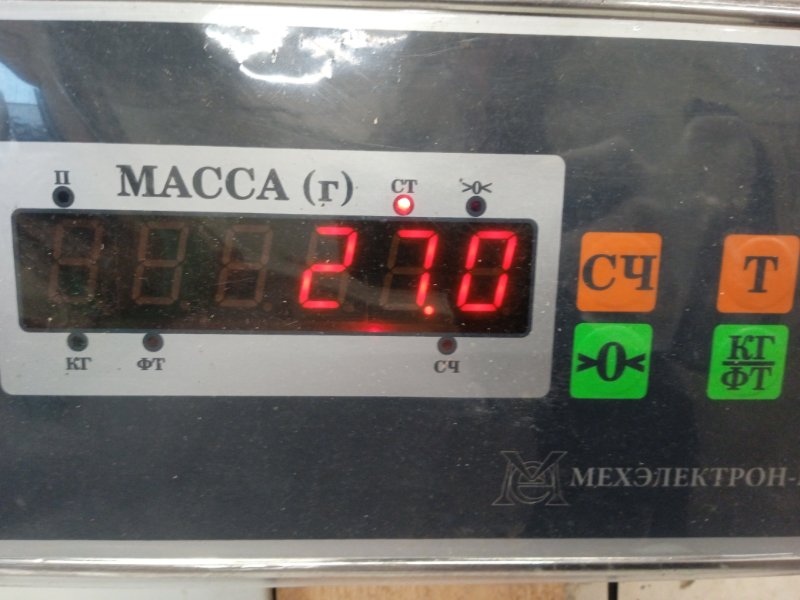 П МАССА (г) СТ >0<
27.0
КГ ФТ СЧ
СЧ Т
>0< КГ
ФТ
МЕХЭЛЕКТРОН-